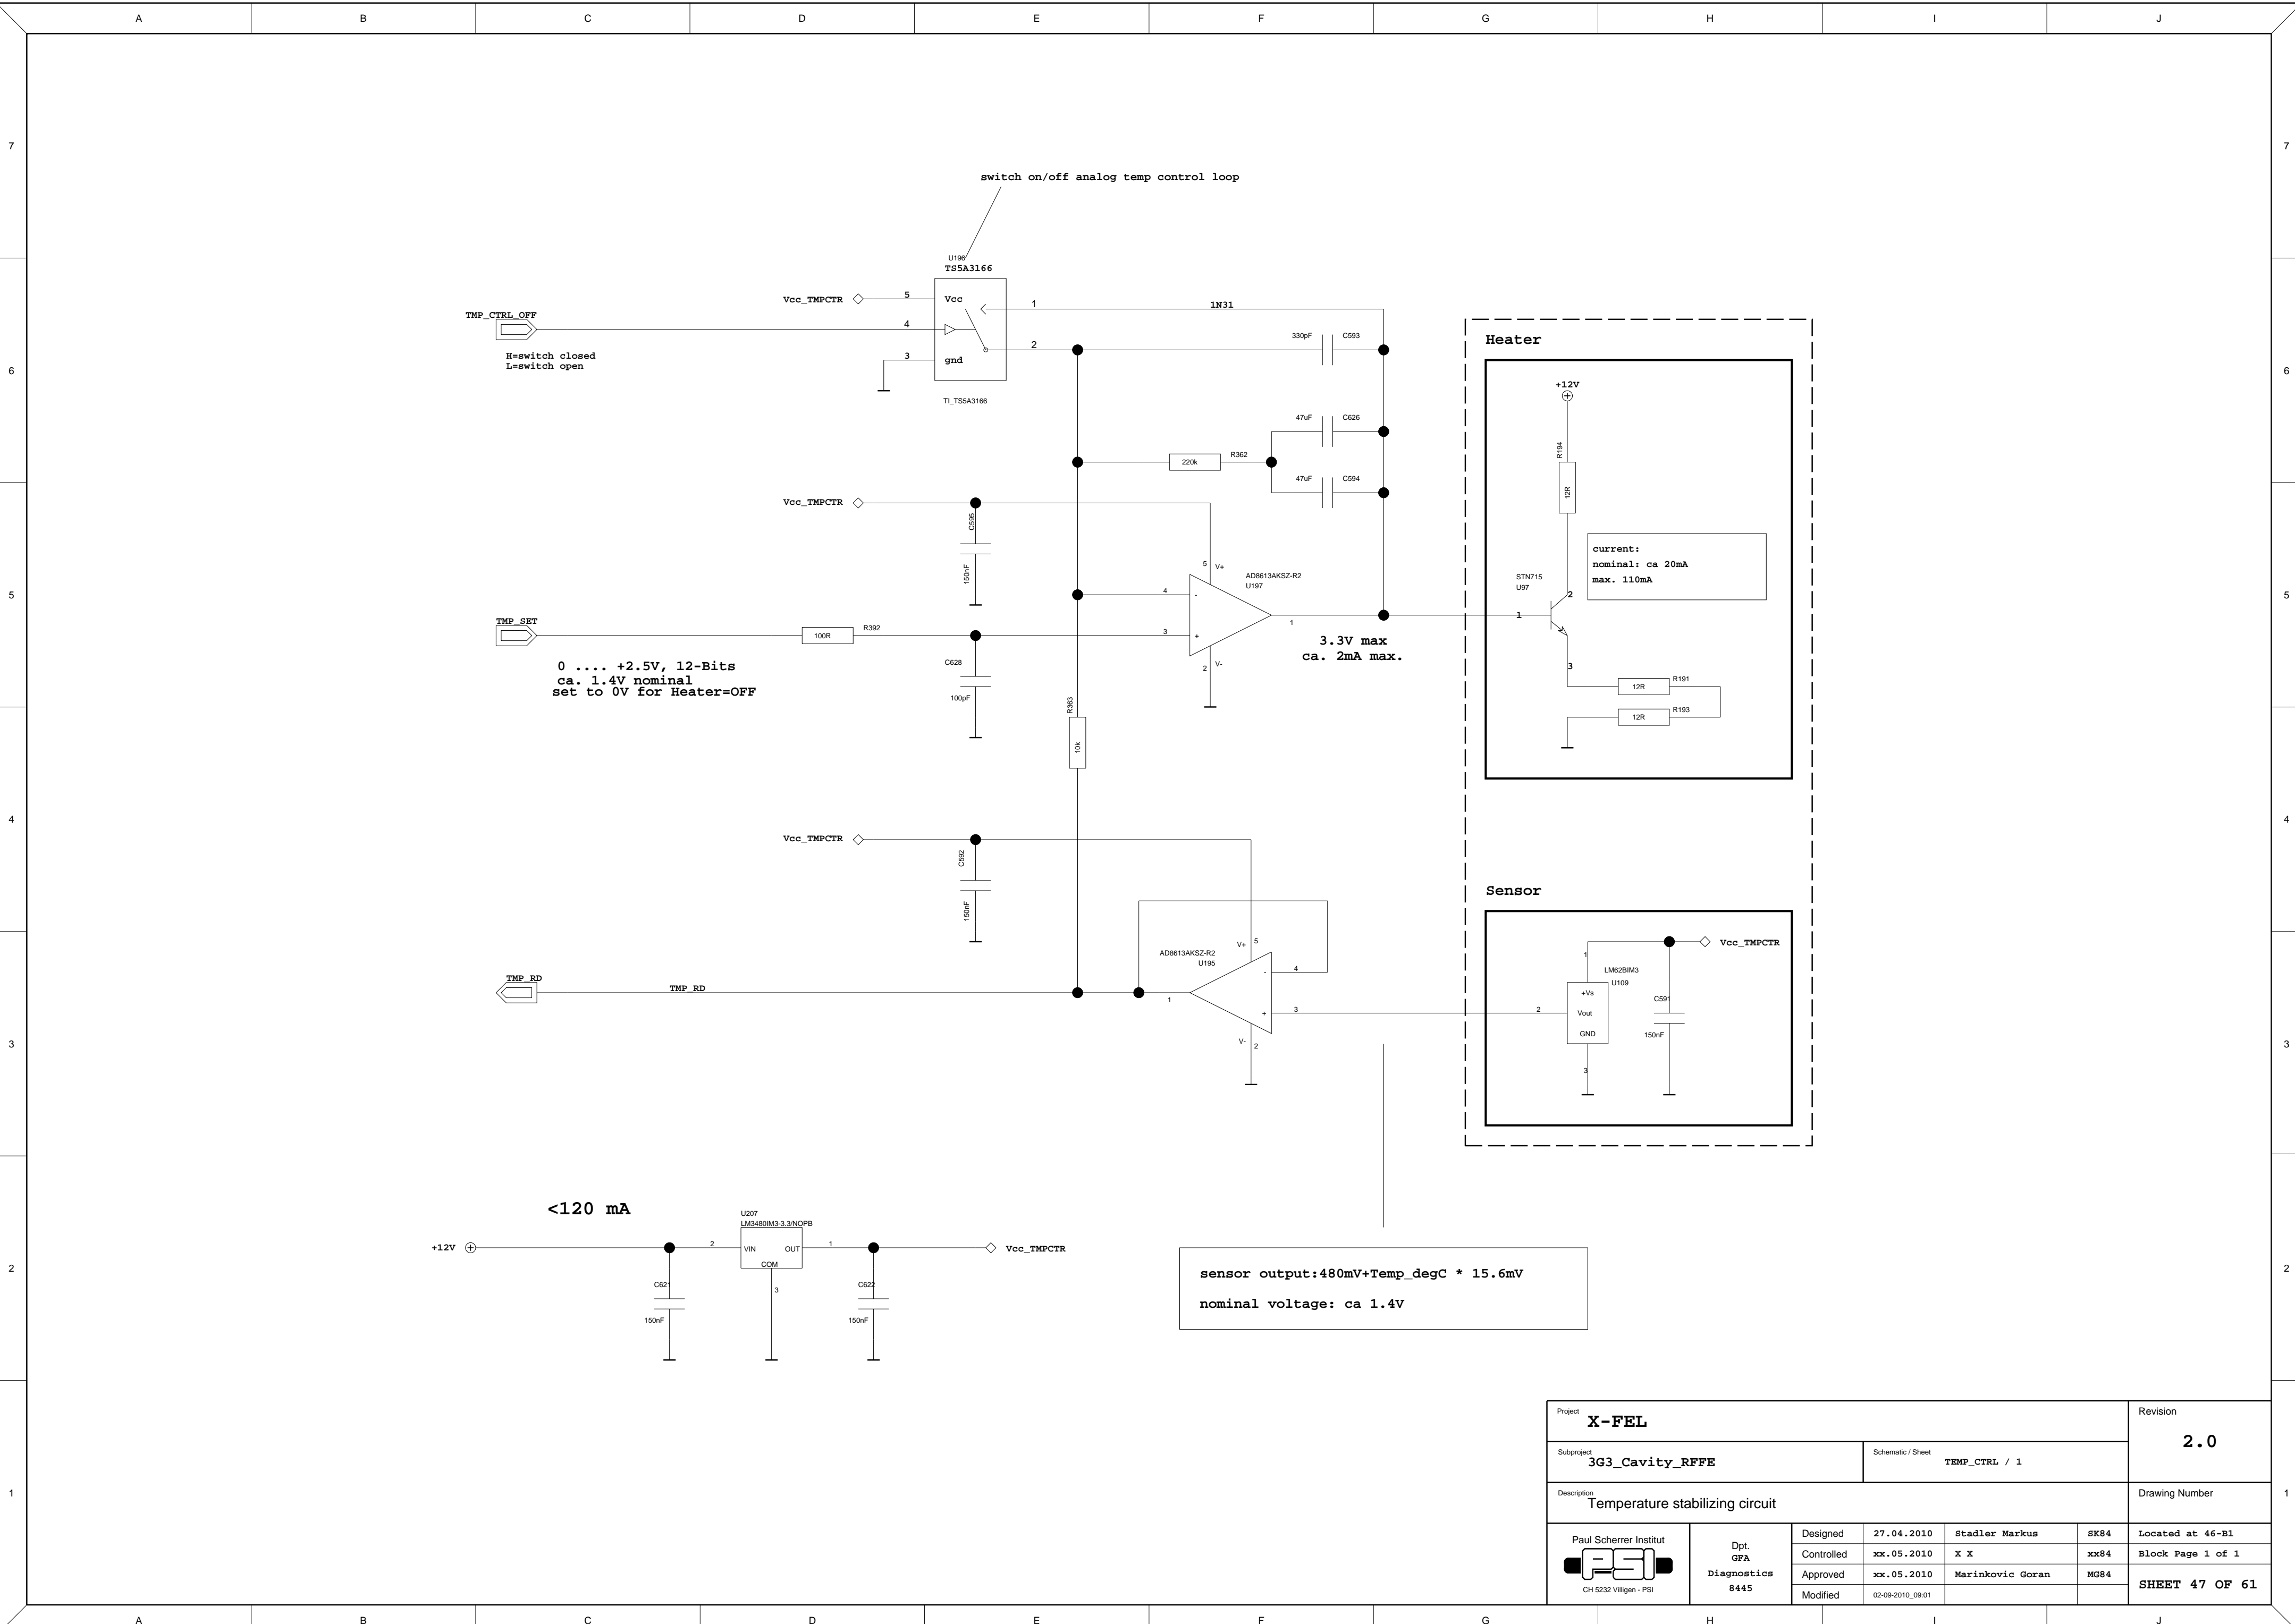 A B C D E F G H I J
7 7
switch on/off analog temp control loop
U196
TS5A3166
Vcc_TMPCTR 5 Vcc 1 1N31
TMP_CTRL_OFF 4
H=switch closed
L=switch open
3 gnd 2
330pF C593
TI_TS5A3166
6 6
Heater
+12V
R194
12R
47uF C626
220k R362
47uF C594
Vcc_TMPCTR
C595
150nF
5 V+
AD8613AKSZ-R2
U197
4 -
3 +
1
2 V-
current:
nominal: ca 20mA
max. 110mA
STN715
U97
2
1
3
5 5
TMP_SET
100R R392
0 .... +2.5V, 12-Bits
ca. 1.4V nominal
set to 0V for Heater=OFF
C628
100pF
3.3V max
ca. 2mA max.
12R R191
12R R193
R363
10k
4 4
Vcc_TMPCTR
C592
150nF
Sensor
V+ 5
AD8613AKSZ-R2
U195
- 4
+ 3
1
V- 2
TMP_RD
TMP_RD
Vcc_TMPCTR
1
LM62BIM3
U109
+Vs
2 Vout
GND
3
C591
150nF
3 3
<120 mA
U207
LM3480IM3-3.3/NOPB
+12V 2 VIN OUT 1 Vcc_TMPCTR
COM
3
C621
150nF
C622
150nF
sensor output:480mV+Temp_degC * 15.6mV
nominal voltage: ca 1.4V
2 2
1 1
Project X-FEL
Revision
2.0
Subproject
3G3_Cavity_RFFE
Schematic / Sheet
TEMP_CTRL / 1
Description
Temperature stabilizing circuit
Drawing Number
Paul Scherrer Institut
PSI
CH 5232 Villigen - PSI
Dpt.
GFA
Diagnostics
8445
Designed 27.04.2010 Stadler Markus SK84 Located at 46-B1
Controlled xx.05.2010 X X xx84 Block Page 1 of 1
Approved xx.05.2010 Marinkovic Goran MG84
Modified 02-09-2010_09:01
SHEET 47 OF 61
A B C D E F G H I J